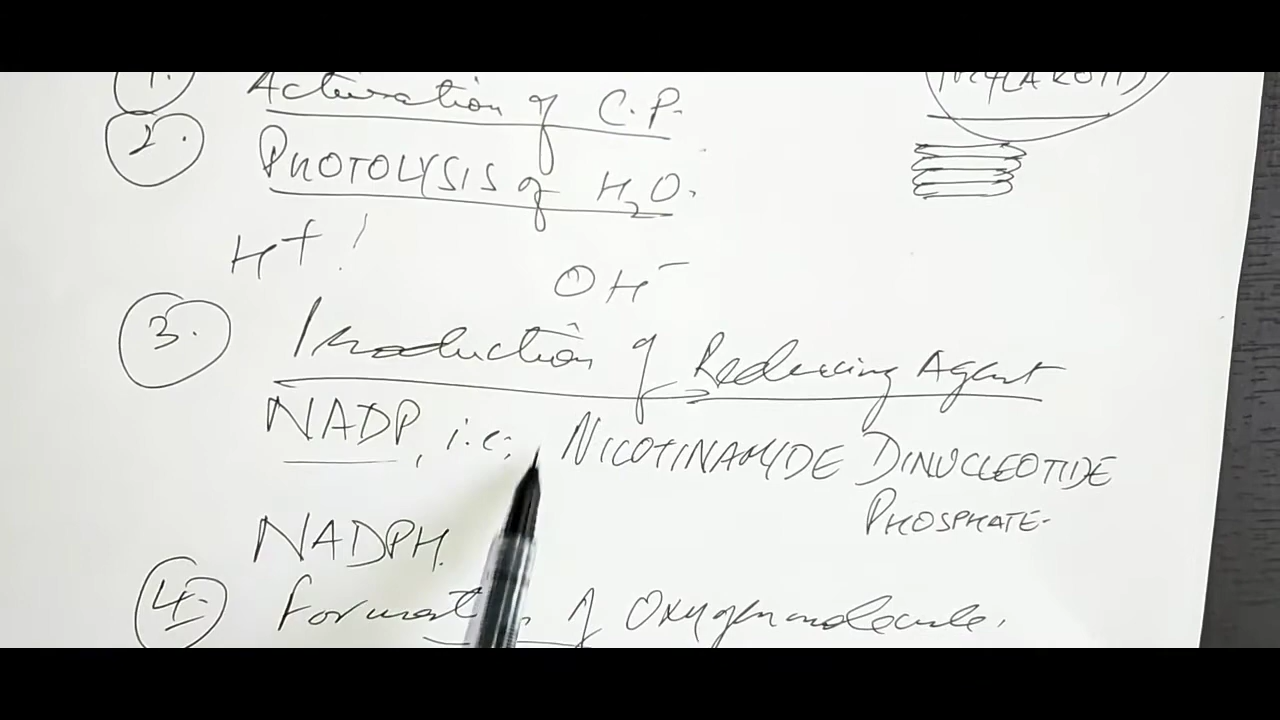 1. Activation of C.P.
2. PHOTOLYSIS of H₂O.
H⁺!
OH⁻
3. Production of Reducing Agent
NADP, i.e; NICOTINAMIDE DINUCLEOTIDE
PHOSPHATE.
NADPH.
4. of Oxygen molecule.